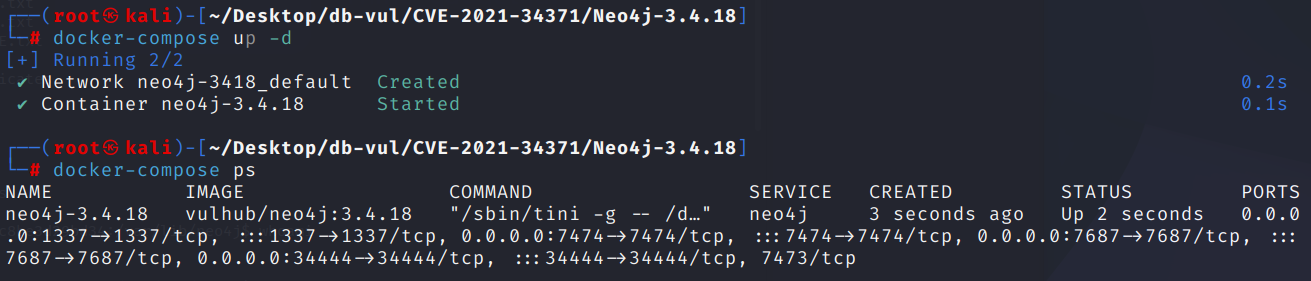 ┌──(root㉿kali)-[~/Desktop/db-vul/CVE-2021-34371/Neo4j-3.4.18]
└─# docker-compose up -d
[+] Running 2/2
✔ Network neo4j-3418_default  Created  0.2s
✔ Container neo4j-3.4.18  Started  0.1s
┌──(root㉿kali)-[~/Desktop/db-vul/CVE-2021-34371/Neo4j-3.4.18]
└─# docker-compose ps
NAME  IMAGE  COMMAND  SERVICE  CREATED  STATUS  PORTS
neo4j-3.4.18  vulhub/neo4j:3.4.18  "/sbin/tini -g -- /d…"  neo4j  3 seconds ago  Up 2 seconds  0.0.0
.0:1337->1337/tcp, :::1337->1337/tcp, 0.0.0.0:7474->7474/tcp, :::7474->7474/tcp, 0.0.0.0:7687->7687/tcp, :::
7687->7687/tcp, 0.0.0.0:34444->34444/tcp, :::34444->34444/tcp, 7473/tcp